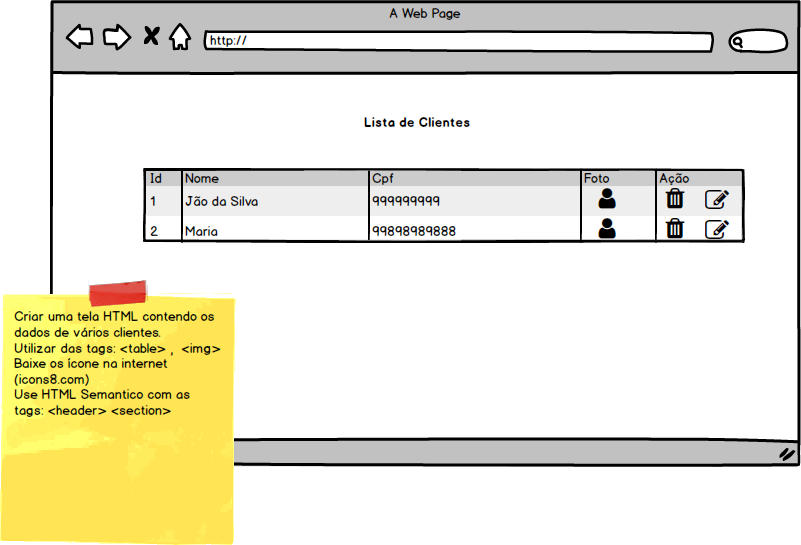 A Web Page
http://
Lista de Clientes
Id Nome Cpf Foto Ação
1 Jão da Silva 999999999
2 Maria 99898989888
Criar uma tela HTML contendo os
dados de vários clientes.
Utilizar das tags: <table> , <img>
Baixe os ícone na internet
(icons8.com)
Use HTML Semantico com as
tags: <header> <section>